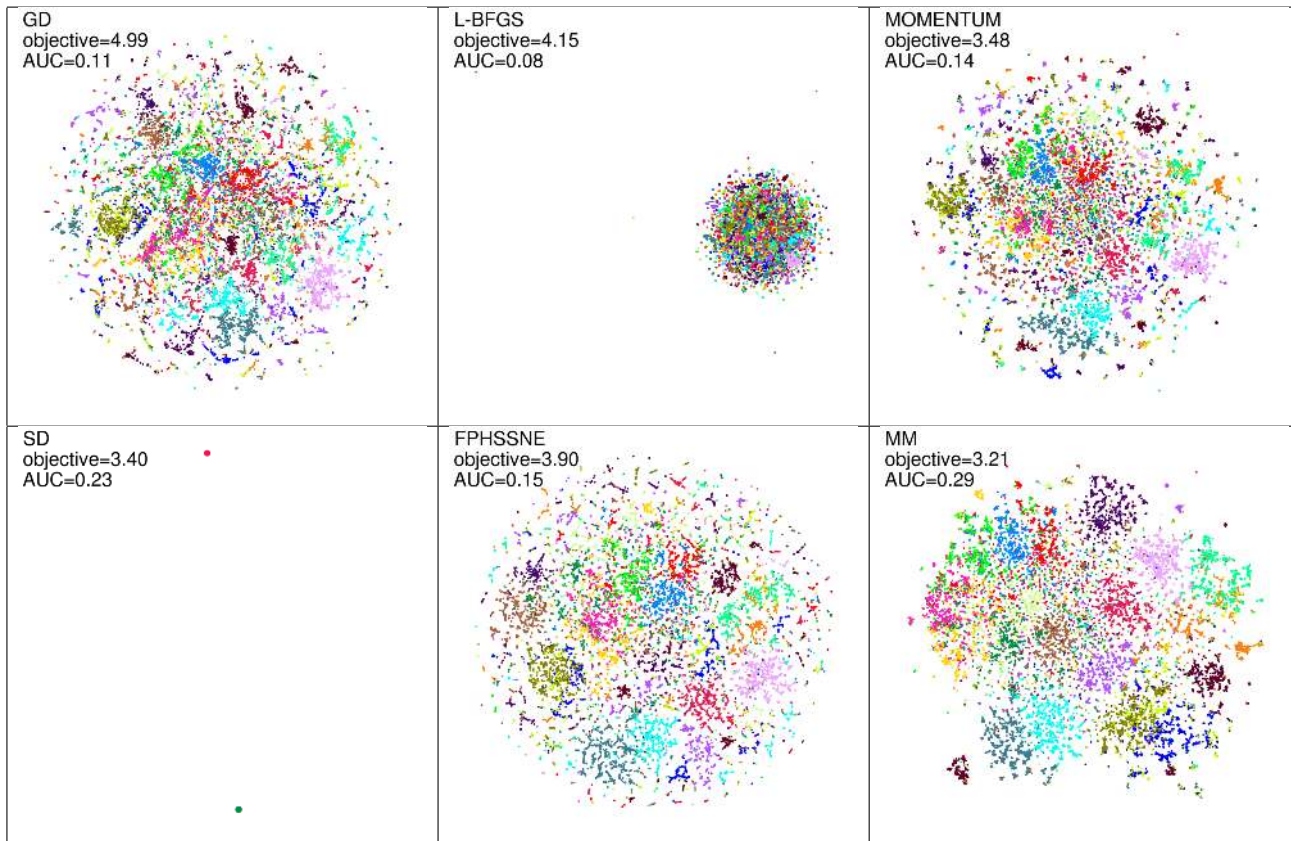 GD
objective=4.99
AUC=0.11
L-BFGS
objective=4.15
AUC=0.08
MOMENTUM
objective=3.48
AUC=0.14
SD
objective=3.40
AUC=0.23
FPHSSNE
objective=3.90
AUC=0.15
MM
objective=3.21
AUC=0.29